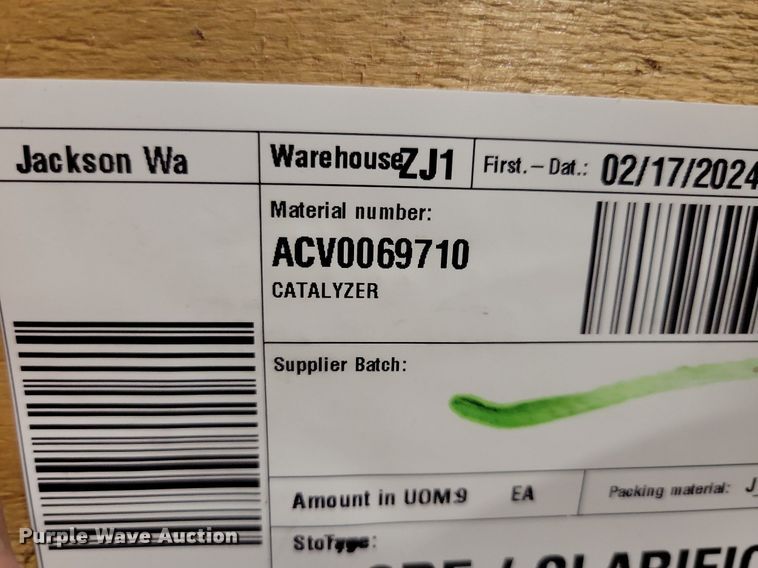 Jackson Wa
WarehouseZJ1
First.-Dat.: 02/17/2024
Material number:
ACV0069710
CATALYZER
Supplier Batch:
Amount in UOM:9 EA
Packing material: J
Purple Wave Auction